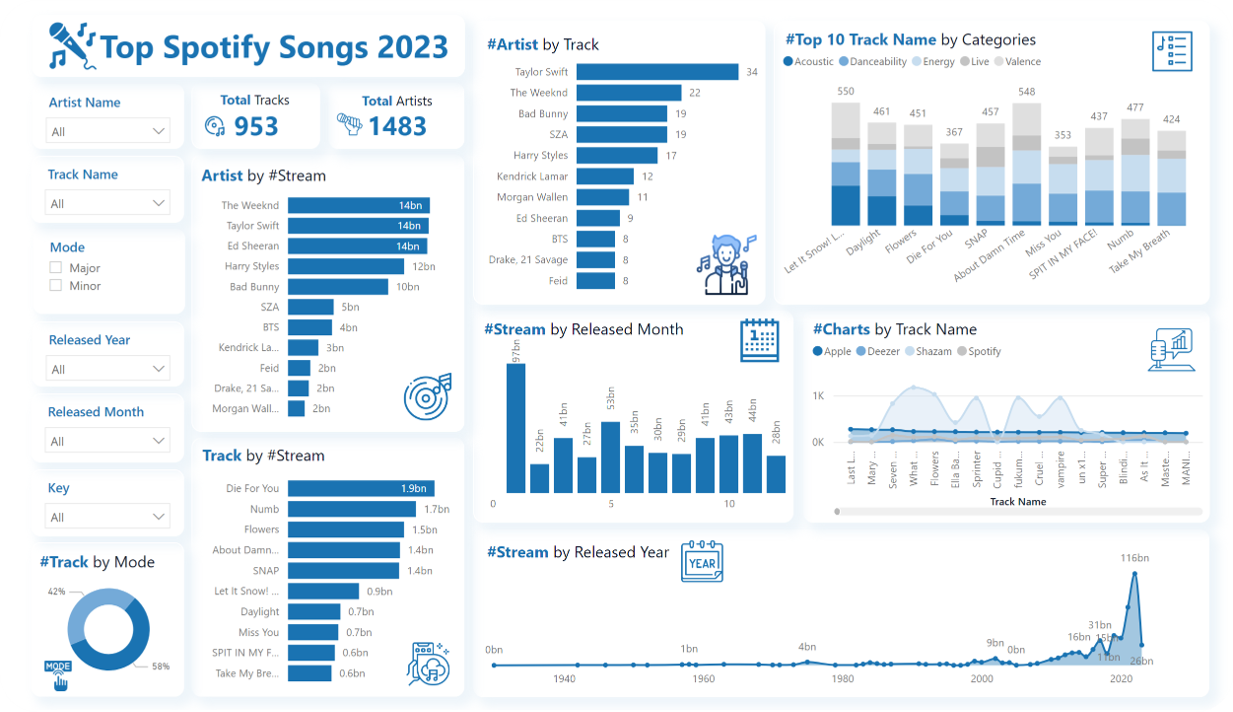 Top Spotify Songs 2023
Artist Name
All
Track Name
All
Mode
Major
Minor
Released Year
All
Released Month
All
Key
All
#Track by Mode
42%
58%
MODE
Total Tracks
953
Total Artists
1483
Artist by #Stream
The Weeknd 14bn
Taylor Swift 14bn
Ed Sheeran 14bn
Harry Styles 12bn
Bad Bunny 10bn
SZA 5bn
BTS 4bn
Kendrick La... 3bn
Feid 2bn
Drake, 21 Sa... 2bn
Morgan Wall... 2bn
Track by #Stream
Die For You 1.9bn
Numb 1.7bn
Flowers 1.5bn
About Damn... 1.4bn
SNAP 1.4bn
Let It Snow! ... 0.9bn
Daylight 0.7bn
Miss You 0.7bn
SPIT IN MY F... 0.6bn
Take My Bre... 0.6bn
#Artist by Track
Taylor Swift 34
The Weeknd 22
Bad Bunny 19
SZA 19
Harry Styles 17
Kendrick Lamar 12
Morgan Wallen 11
Ed Sheeran 9
BTS 8
Drake, 21 Savage 8
Feid 8
#Top 10 Track Name by Categories
Acoustic Danceability Energy Live Valence
550 461 451 367 457 548 353 437 477 424
Let It Snow! L...
Daylight
Flowers
Die For You
SNAP
About Damn Time
Miss You
SPIT IN MY FACE!
Numb
Take My Breath
#Stream by Released Month
1
97bn 22bn 41bn 27bn 53bn 35bn 30bn 29bn 41bn 43bn 44bn 28bn
0 5 10
#Charts by Track Name
Apple Deezer Shazam Spotify
1K
0K
Last L...
Mary ...
Seven ...
What ...
Flowers
Ella Ba...
Sprinter
Cupid ...
fukum...
Cruel ...
vampire
un x1...
Super ...
Blindi...
As It ...
Maste...
MANI...
Track Name
#Stream by Released Year
YEAR
0bn 1bn 4bn 9bn 0bn 16bn 31bn 11bn 15bn 116bn 26bn
1940 1960 1980 2000 2020